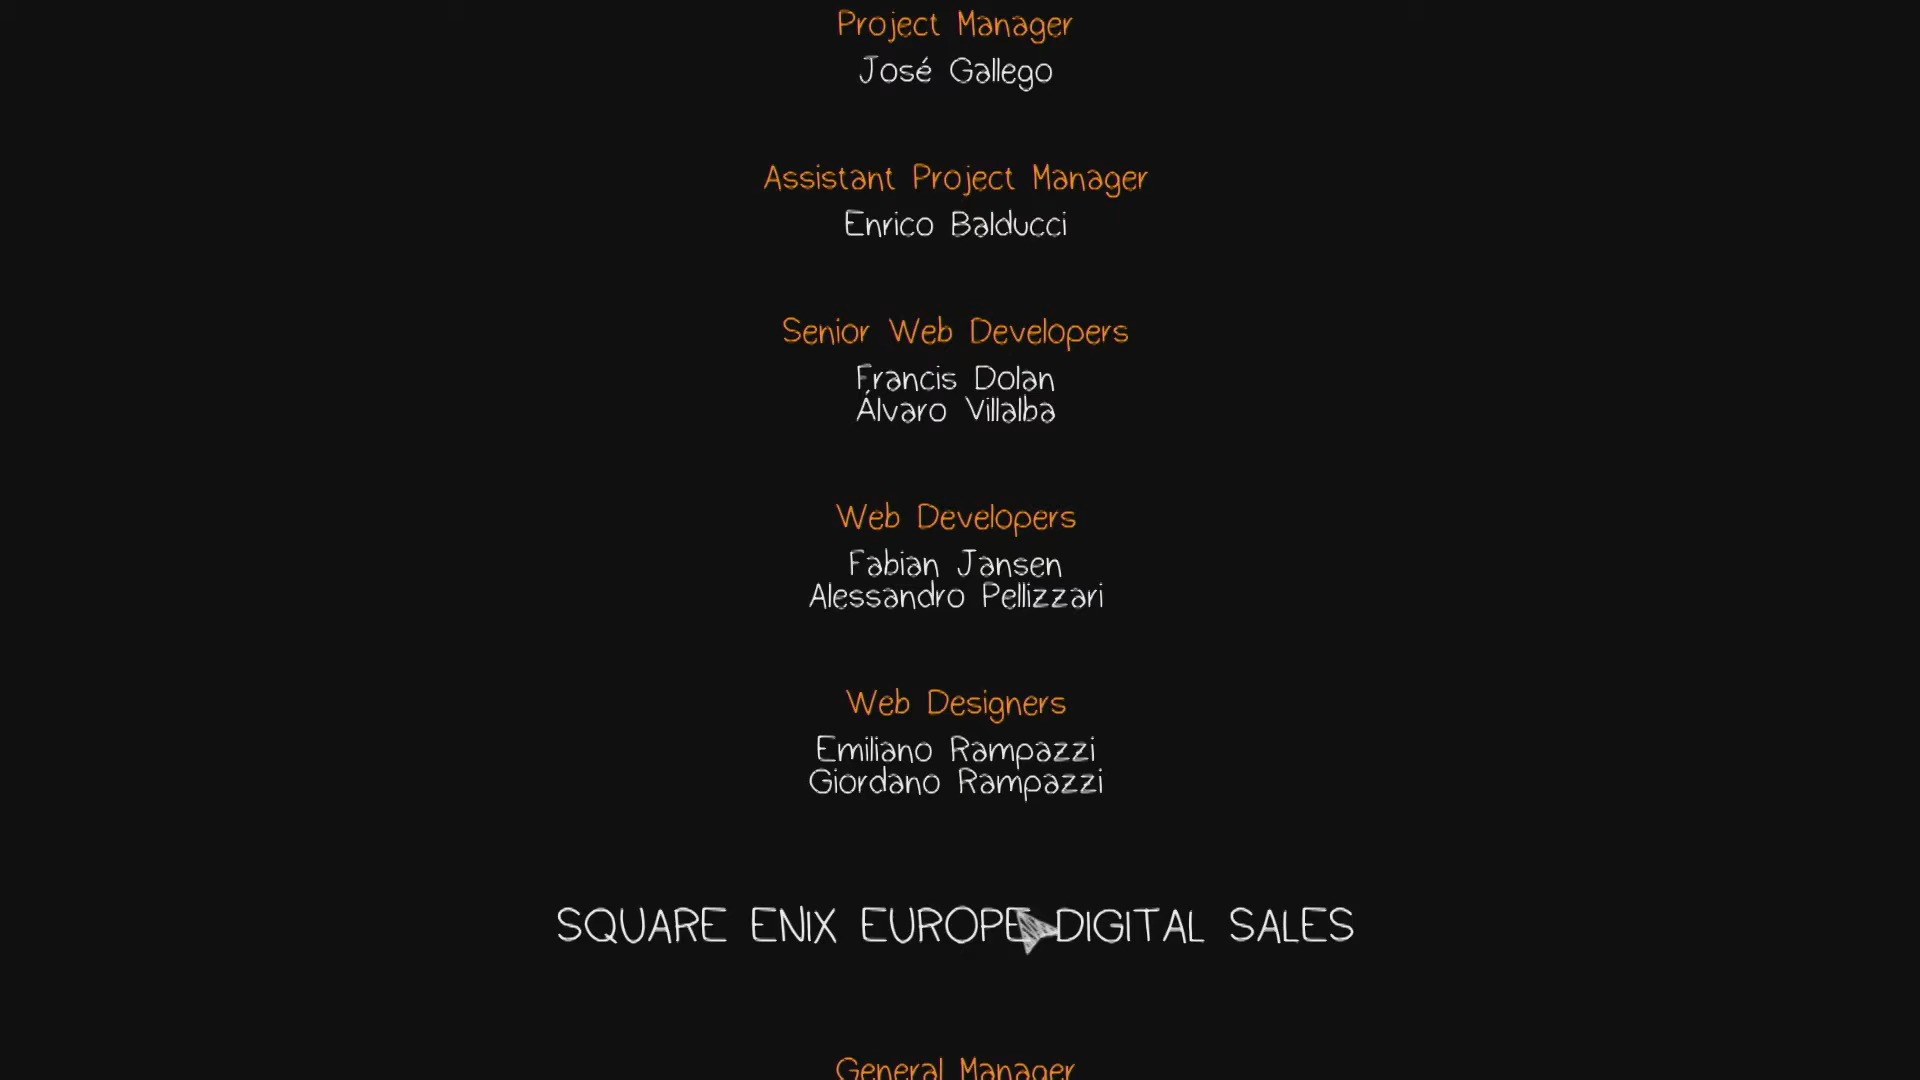 Project Manager
José Gallego
Assistant Project Manager
Enrico Balducci
Senior Web Developers
Francis Dolan
Álvaro Villalba
Web Developers
Fabian Jansen
Alessandro Pellizzari
Web Designers
Emiliano Rampazzi
Giordano Rampazzi
SQUARE ENIX EUROPE DIGITAL SALES
General Manager